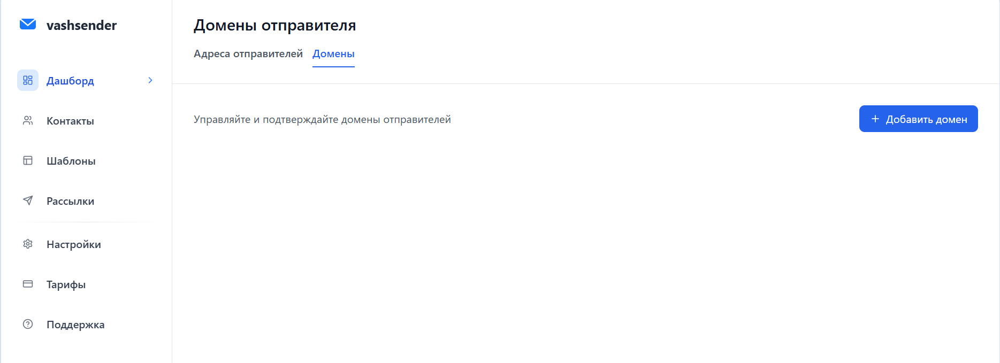 vashsender
Дашборд
Контакты
Шаблоны
Рассылки
Настройки
Тарифы
Поддержка
Домены отправителя
Адреса отправителей
Домены
Управляйте и подтверждайте домены отправителей
+ Добавить домен